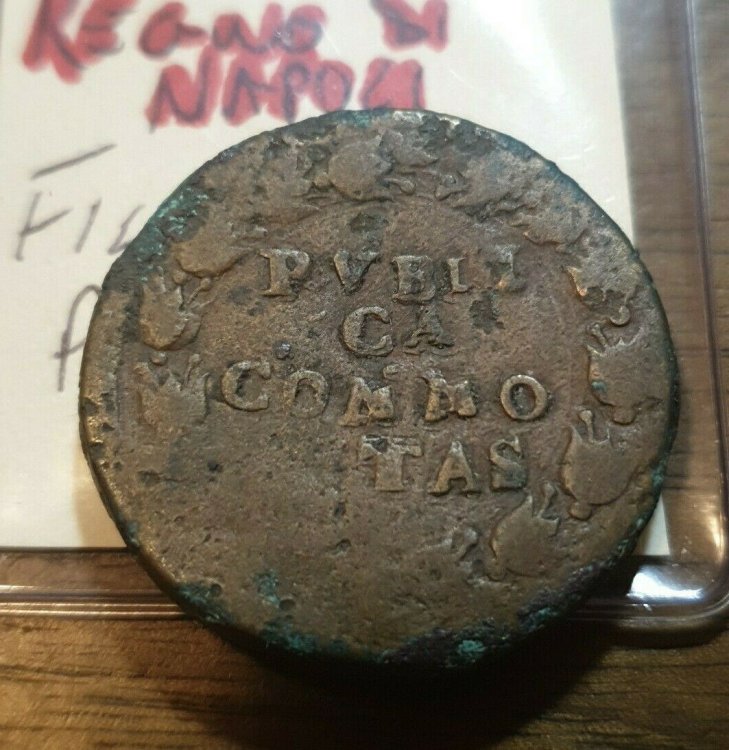 REGNO DI
NAPOLI
PVBLI
CA
COMMO
TAS